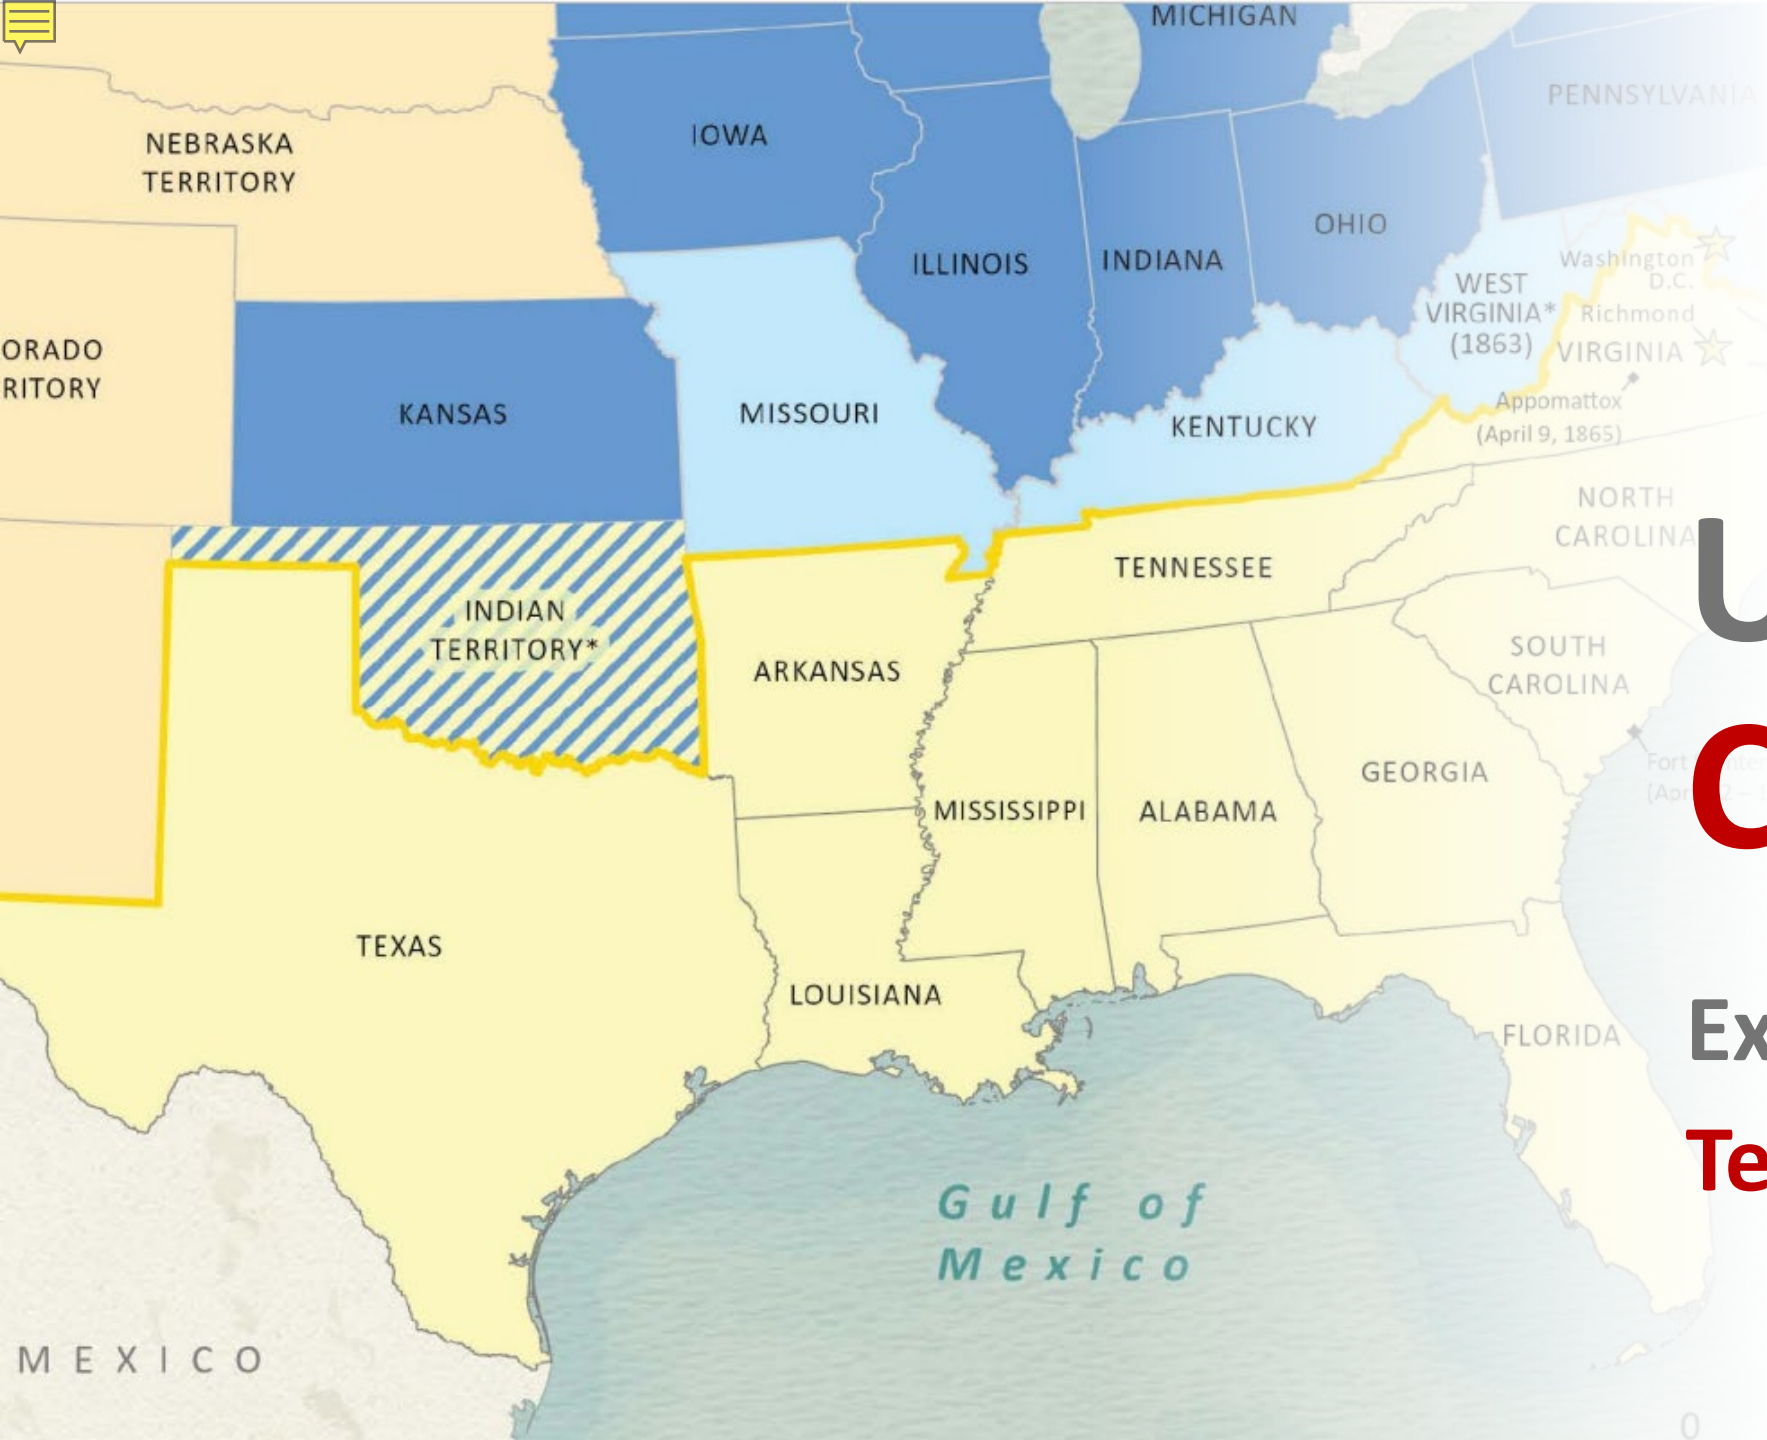 MICHIGAN
PENNSYLVANIA
NEBRASKA
TERRITORY
IOWA
ILLINOIS
INDIANA
OHIO
WEST
VIRGINIA*
(1863)
Washington
D.C.
Richmond
VIRGINIA
Appomattox
(April 9, 1865)
ORADO
RITORY
KANSAS
MISSOURI
KENTUCKY
NORTH
CAROLINA
U
TENNESSEE
INDIAN
TERRITORY*
ARKANSAS
SOUTH
CAROLINA
C
Fort
GEORGIA
MISSISSIPPI
ALABAMA
TEXAS
LOUISIANA
FLORIDA
Ex
Te
Gulf of
Mexico
MEXICO
0